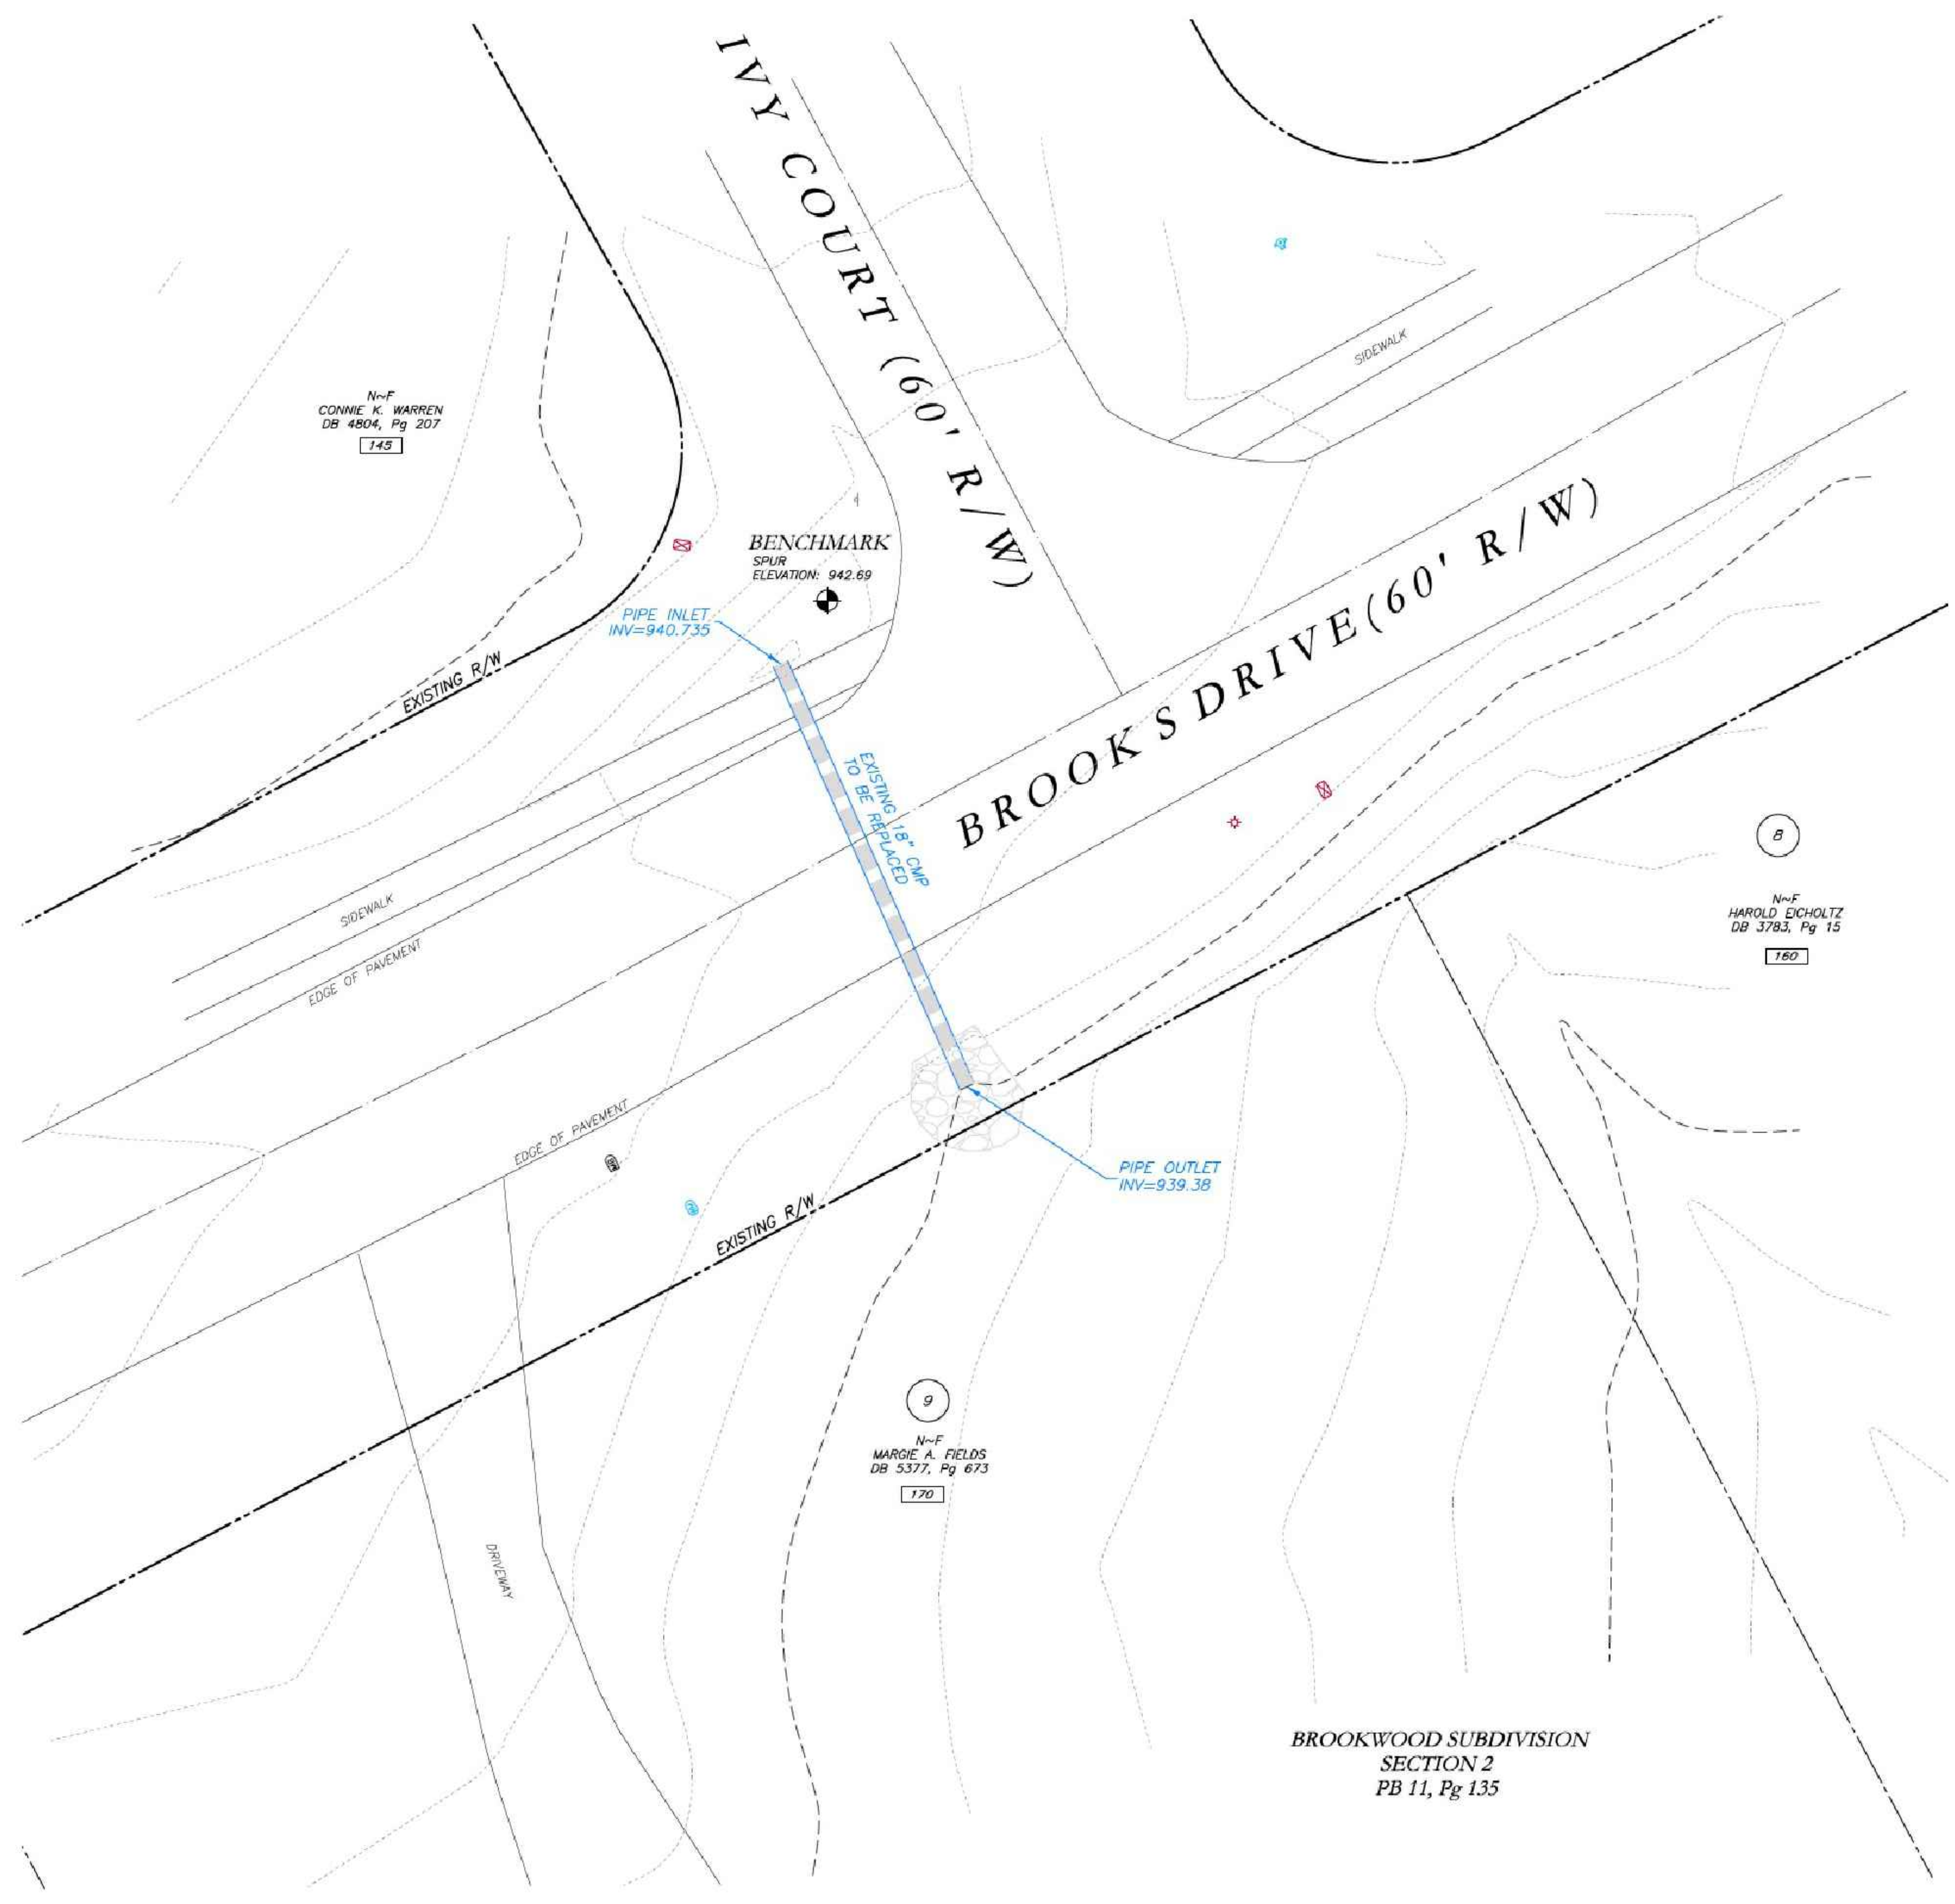 IVY COURT (60' R/W)
SIDEWALK
N~F
CONNIE K. WARREN
DB 4804, Pg 207
145
BENCHMARK
SPUR
ELEVATION: 942.69
PIPE INLET
INV=940.735
EXISTING R/W
BROOKS DRIVE (60' R/W)
EXISTING 18" CMP
TO BE REPLACED
8
N~F
HAROLD EICHOLTZ
DB 3783, Pg 15
160
SIDEWALK
EDGE OF PAVEMENT
EDGE OF PAVEMENT
PIPE OUTLET
INV=939.38
EXISTING R/W
9
N~F
MARGIE A. FIELDS
DB 5377, Pg 673
170
DRIVEWAY
BROOKWOOD SUBDIVISION
SECTION 2
PB 11, Pg 135